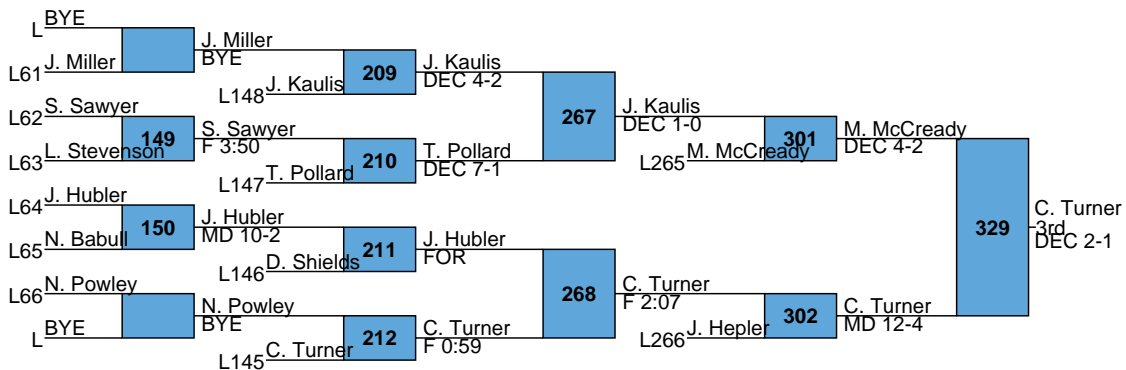 L BYE
L61 J. Miller
J. Miller
BYE
L148 J. Kaulis
209
J. Kaulis
DEC 4-2
L62 S. Sawyer
149
L63 L. Stevenson
S. Sawyer
F 3:50
L147 T. Pollard
210
T. Pollard
DEC 7-1
267
J. Kaulis
DEC 1-0
L265 M. McCready
301
M. McCready
DEC 4-2
L64 J. Hubler
150
L65 N. Babull
J. Hubler
MD 10-2
L146 D. Shields
211
J. Hubler
FOR
L66 N. Powley
L BYE
N. Powley
BYE
L145 C. Turner
212
C. Turner
F 0:59
268
C. Turner
F 2:07
L266 J. Hepler
302
C. Turner
MD 12-4
329
C. Turner
3rd
DEC 2-1